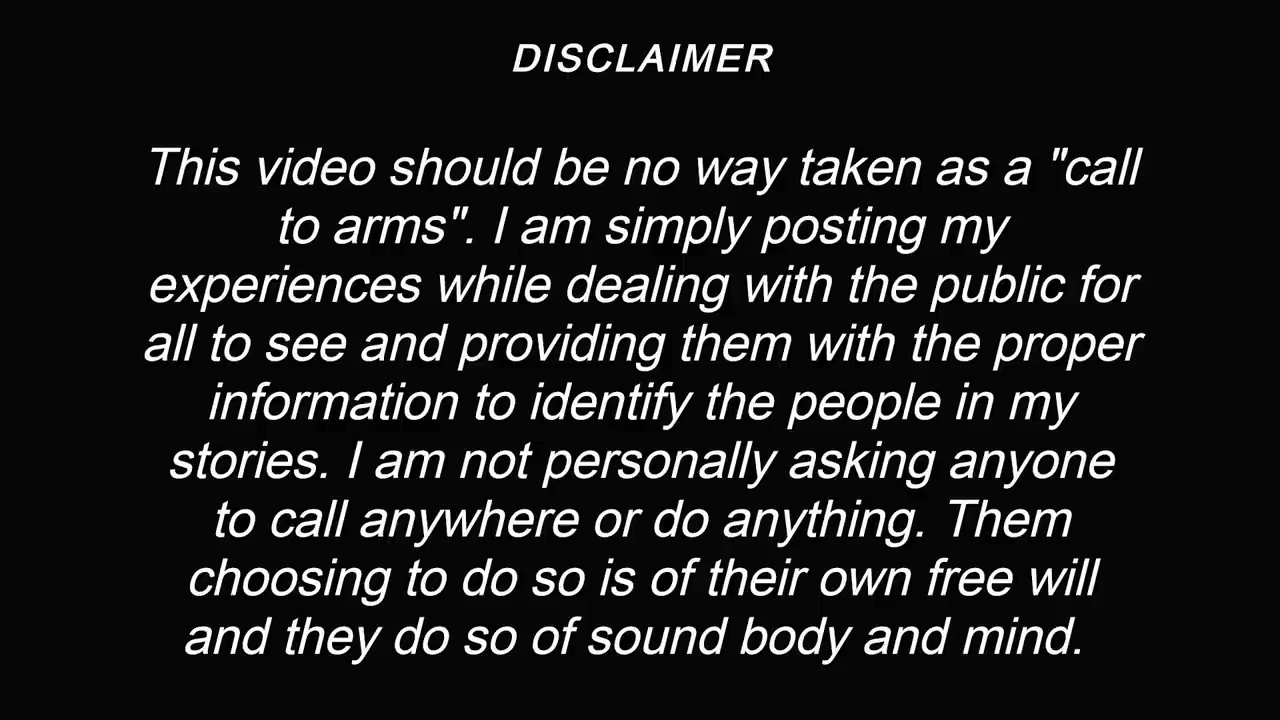 DISCLAIMER
This video should be no way taken as a "call
to arms". I am simply posting my
experiences while dealing with the public for
all to see and providing them with the proper
information to identify the people in my
stories. I am not personally asking anyone
to call anywhere or do anything. Them
choosing to do so is of their own free will
and they do so of sound body and mind.